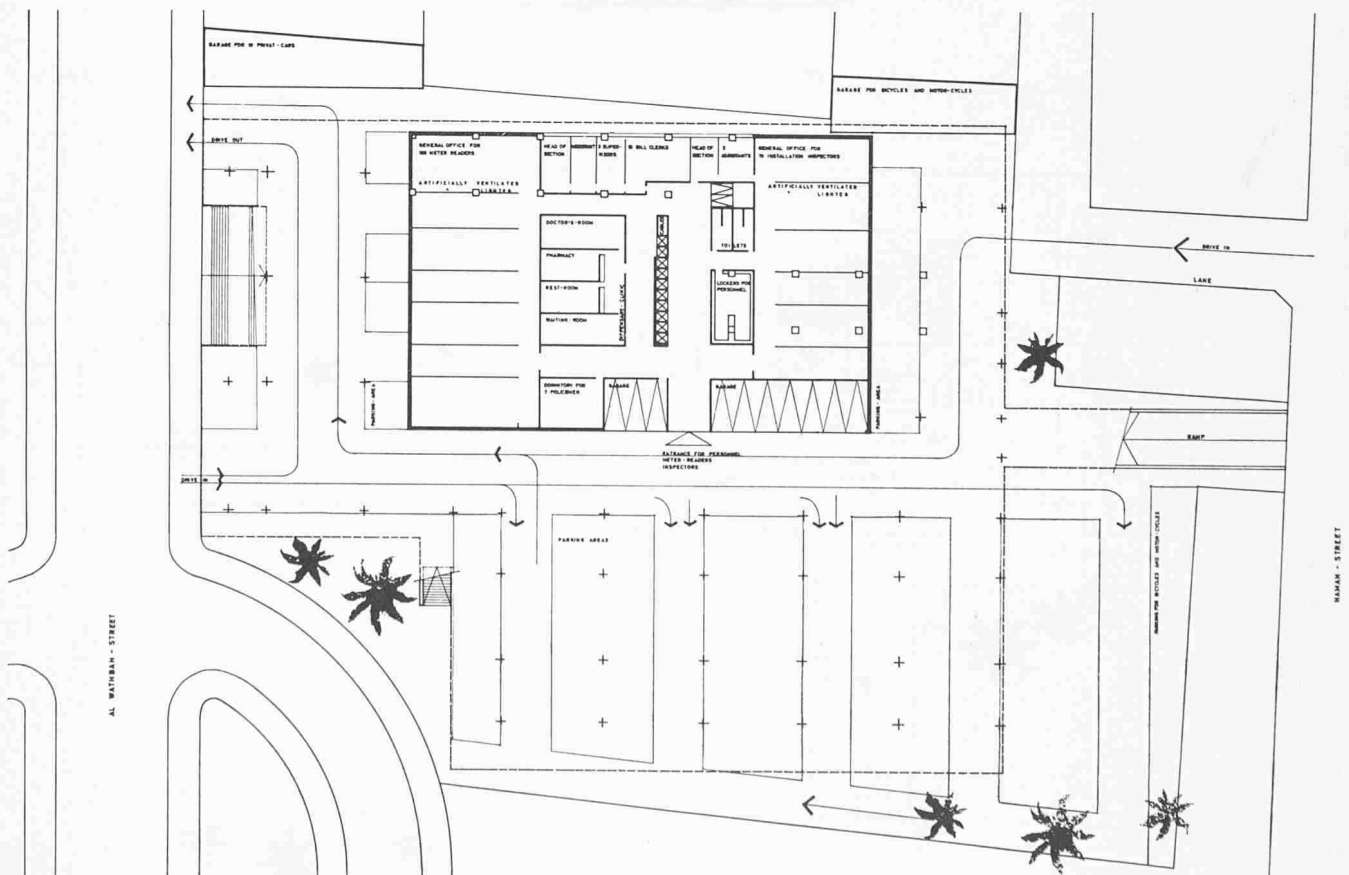 GARAGE FOR 10 PRIVAT-CARS
GARAGE FOR BICYCLES AND MOTOR-CYCLES
DRIVE OUT
GENERAL OFFICE FOR
100 METER READERS
HEAD OF
SECTION
ASSISTANT
3 SUPER-
VISORS
HEAD OF
SECTION
ASSISTANTS
GENERAL OFFICE FOR
70 INSTALLATION INSPECTORS
BILL CLERKS
ARTIFICIALLY VENTILATED
LIGHTED
ARTIFICIALLY VENTILATED
LIGHTED
DOCTOR'S-ROOM
PHARMACY
REST-ROOM
WAITING-ROOM
DISPENSARY-CLINIC
TOILETS
LOCKERS FOR
PERSONNEL
DRIVE IN
LANE
DORMITORY FOR
7 POLICEMEN
GARAGE
GARAGE
PARKING-AREA
PARKING-AREA
RAMP
ENTRANCE FOR PERSONNEL
METER-READERS
INSPECTORS
DRIVE IN
PARKING AREAS
PARKING FOR BICYCLES AND MOTOR-CYCLES
AL WATHBAH-STREET